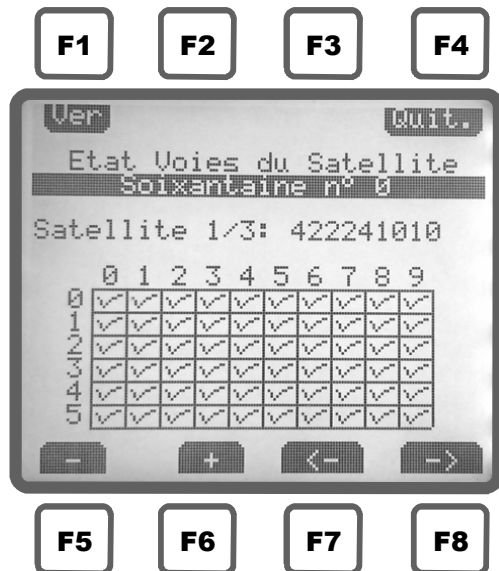 F1 F2 F3 F4
Ver Quit.
Etat Voies du Satellite
Soixantaine n° 0
Satellite 1/3: 422241010
0 1 2 3 4 5 6 7 8 9
0
1
2
3
4
5
- + <- ->
F5 F6 F7 F8